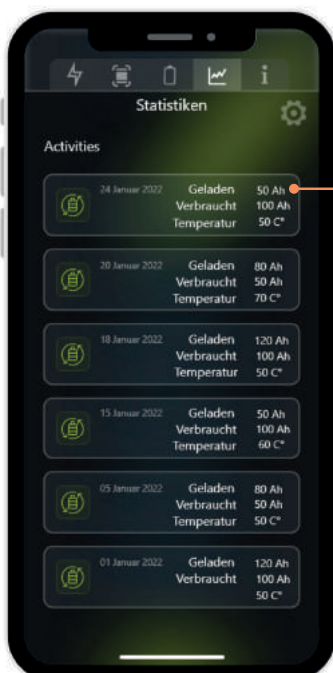 Statistiken
Activities
24 Januar 2022 Geladen 50 Ah
Verbraucht 100 Ah
Temperatur 50 C°
20 Januar 2022 Geladen 80 Ah
Verbraucht 50 Ah
Temperatur 70 C°
18 Januar 2022 Geladen 120 Ah
Verbraucht 100 Ah
Temperatur 50 C°
15 Januar 2022 Geladen 50 Ah
Verbraucht 100 Ah
Temperatur 60 C°
05 Januar 2022 Geladen 80 Ah
Verbraucht 50 Ah
Temperatur 50 C°
01 Januar 2022 Geladen 120 Ah
Verbraucht 100 Ah
50 C°